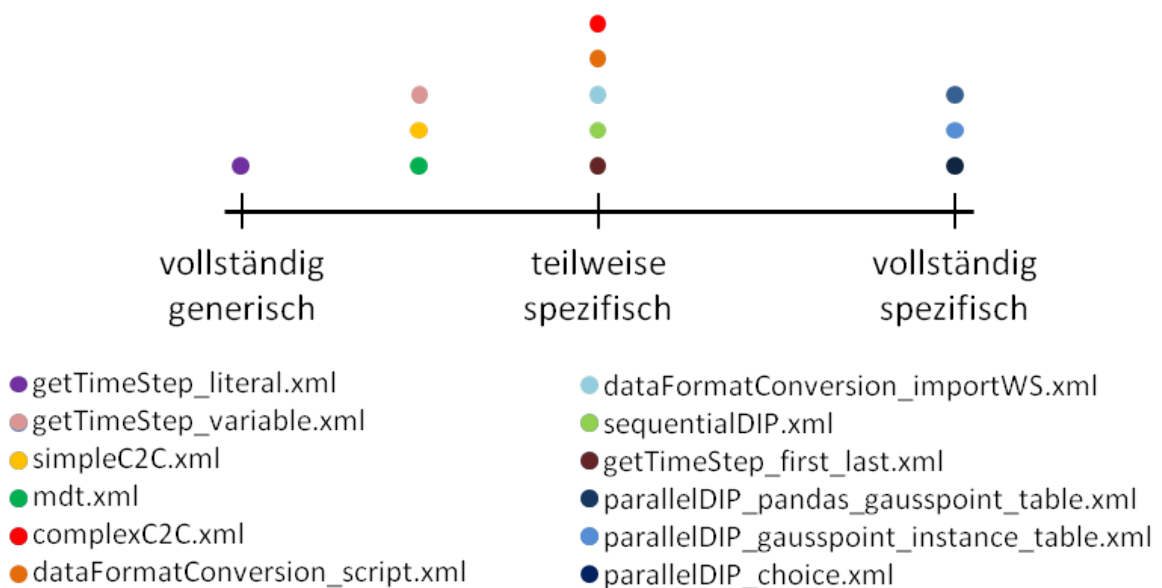 vollständig
generisch
teilweise
spezifisch
vollständig
spezifisch
getTimeStep_literal.xml
getTimeStep_variable.xml
simpleC2C.xml
mdt.xml
complexC2C.xml
dataFormatConversion_script.xml
dataFormatConversion_importWS.xml
sequentialDIP.xml
getTimeStep_first_last.xml
parallelDIP_pandas_gausspoint_table.xml
parallelDIP_gausspoint_instance_table.xml
parallelDIP_choice.xml